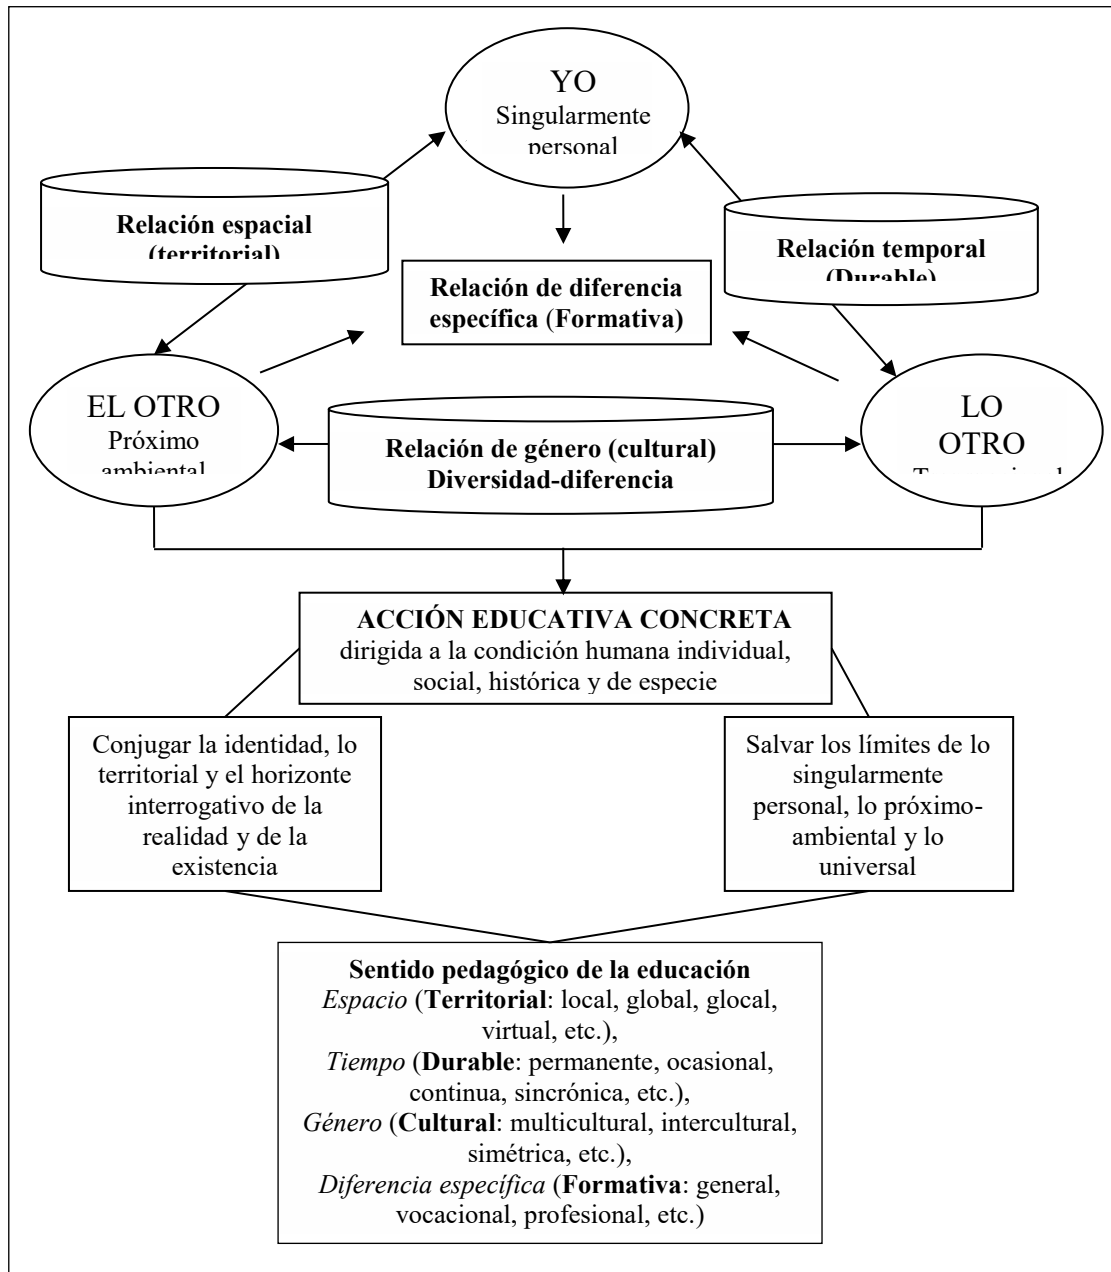 YO
Singularmente
personal
Relación espacial
(territorial)
Relación temporal
(Durable)
Relación de diferencia
específica (Formativa)
EL OTRO
Próximo
ambiental
Relación de género (cultural)
Diversidad-diferencia
LO
OTRO
ACCIÓN EDUCATIVA CONCRETA
dirigida a la condición humana individual,
social, histórica y de especie
Conjugar la identidad, lo
territorial y el horizonte
interrogativo de la
realidad y de la
existencia
Salvar los límites de lo
singularmente
personal, lo próximo-
ambiental y lo
universal
Sentido pedagógico de la educación
Espacio (Territorial: local, global, glocal,
virtual, etc.),
Tiempo (Durable: permanente, ocasional,
continua, sincrónica, etc.),
Género (Cultural: multicultural, intercultural,
simétrica, etc.),
Diferencia específica (Formativa: general,
vocacional, profesional, etc.)